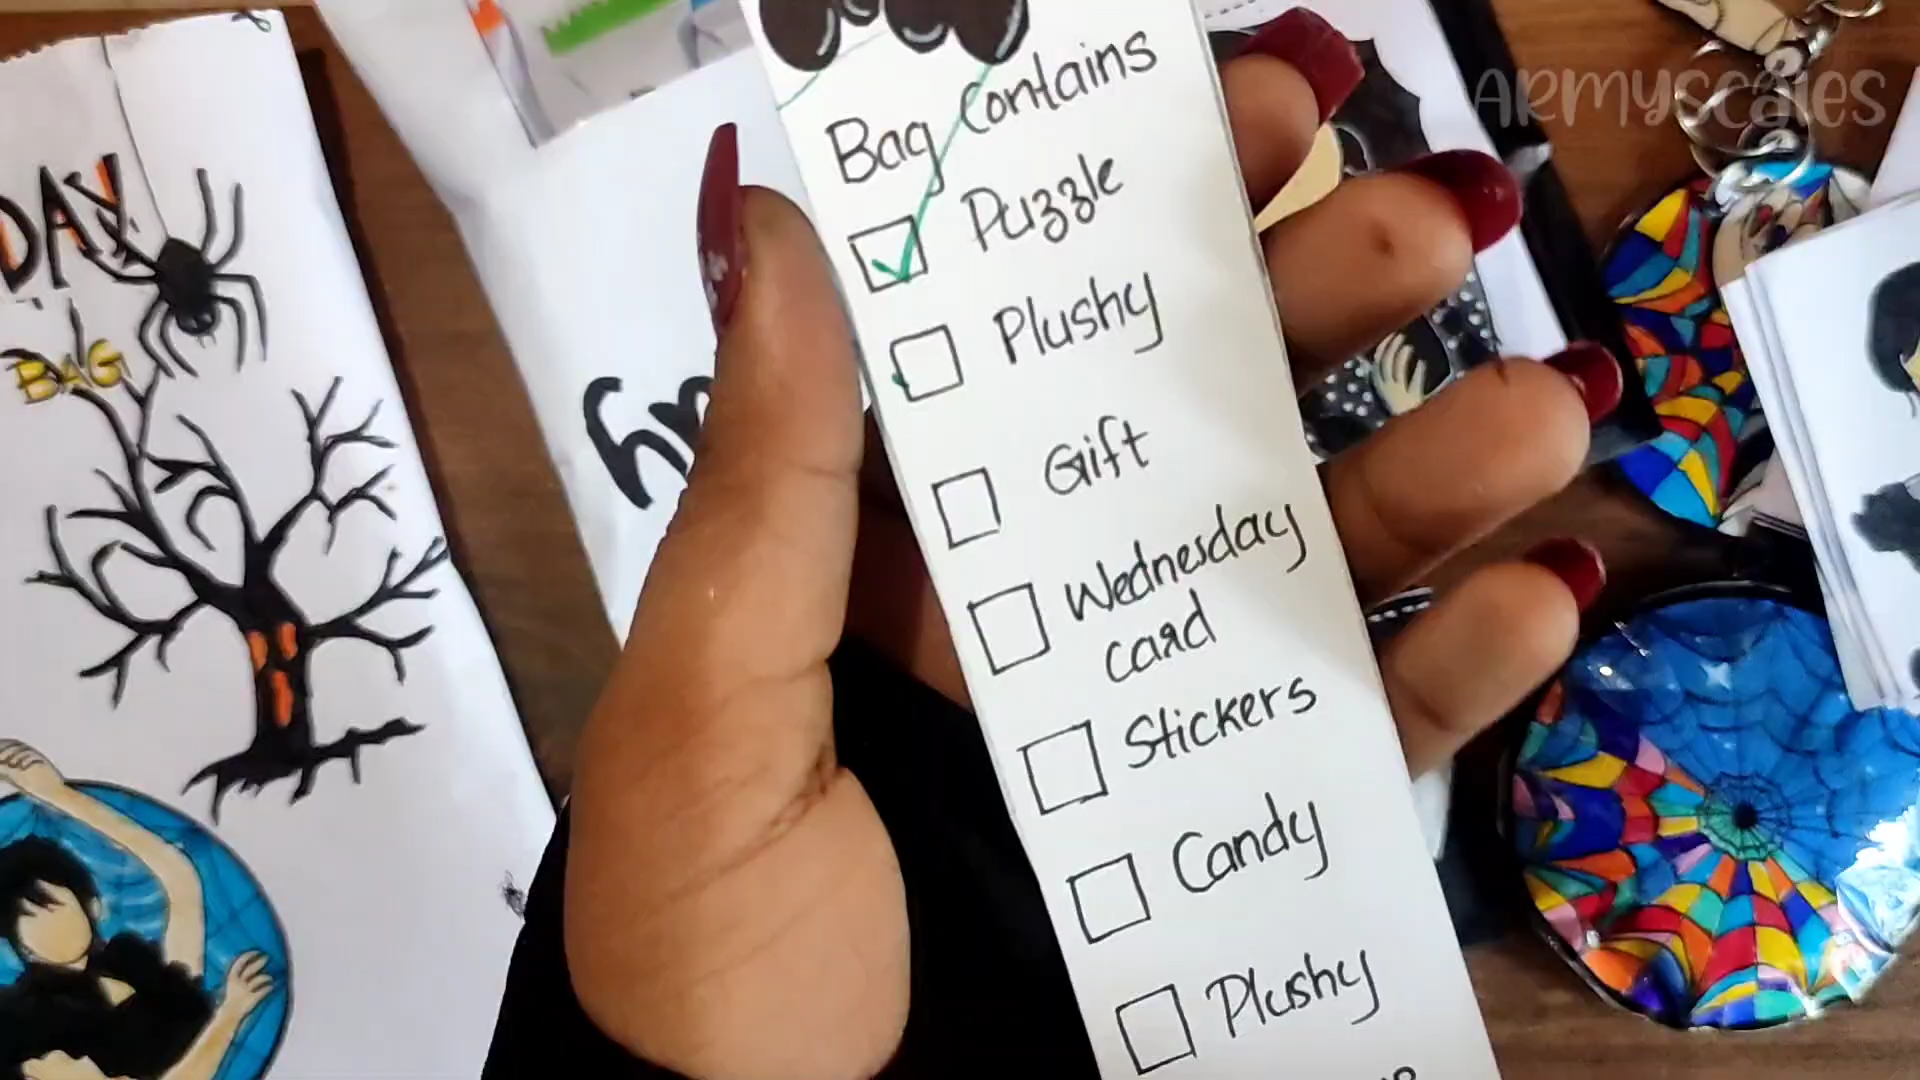 ARMYSCALES
DAY
BAG
Bag Contains
Puzzle
Plushy
Gift
Wednesday
card
Stickers
Candy
Plushy